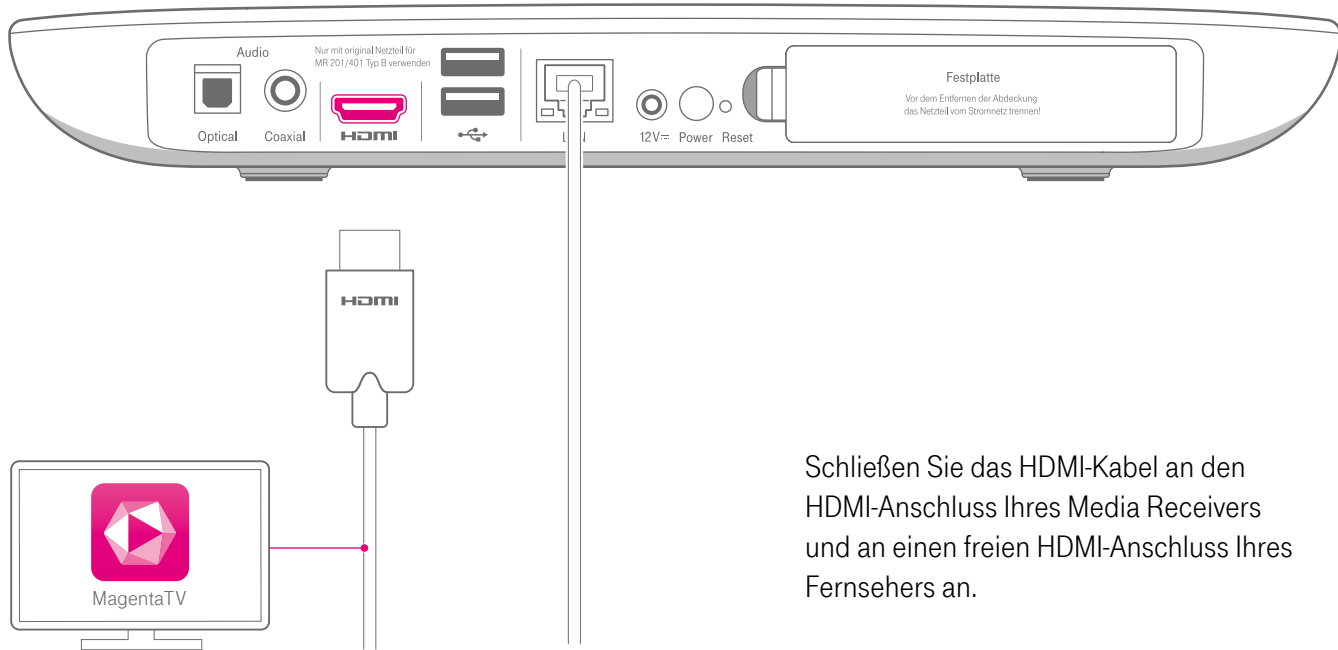 Audio
Nur mit original Netzteil für
MR 201/401 Typ B verwenden
Optical
Coaxial
HDMI
12V
Power
Reset
Festplatte
Vor dem Entfernen der Abdeckung
das Netzteil vom Stromnetz trennen!
HDMI
MagentaTV
Schließen Sie das HDMI-Kabel an den
HDMI-Anschluss Ihres Media Receivers
und an einen freien HDMI-Anschluss Ihres
Fernsehers an.